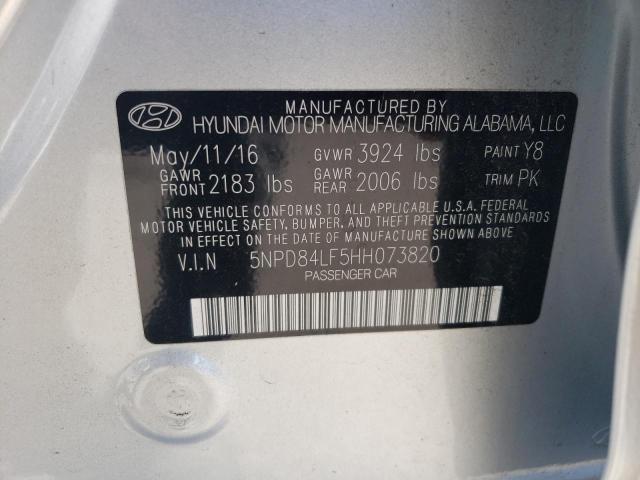 MANUFACTURED BY
HYUNDAI MOTOR MANUFACTURING ALABAMA, LLC
May/11/16 GVWR 3924 lbs PAINT Y8
GAWR FRONT 2183 lbs GAWR REAR 2006 lbs TRIM PK
THIS VEHICLE CONFORMS TO ALL APPLICABLE U.S.A. FEDERAL
MOTOR VEHICLE SAFETY, BUMPER, AND THEFT PREVENTION STANDARDS
IN EFFECT ON THE DATE OF MANUFACTURE SHOWN ABOVE.
V.I.N 5NPD84LF5HH073820
PASSENGER CAR